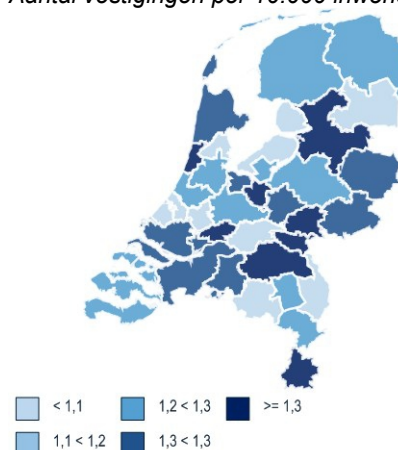 Aantal vestigingen per 10.000
< 1,1 1,2 < 1,3 >= 1,3
1,1 < 1,2 1,3 < 1,3